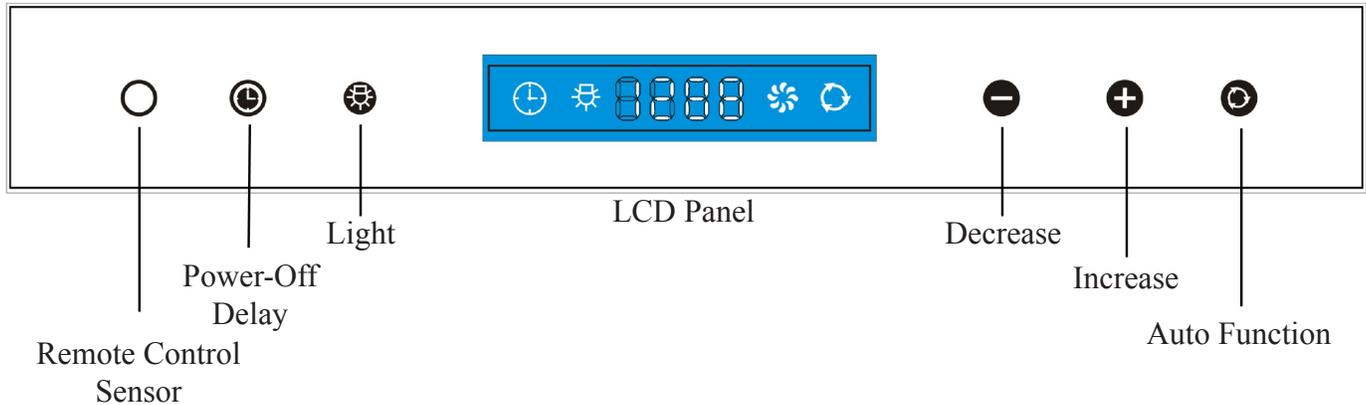 LCD Panel
Light
Decrease
Power-Off
Delay
Increase
Auto Function
Remote Control
Sensor